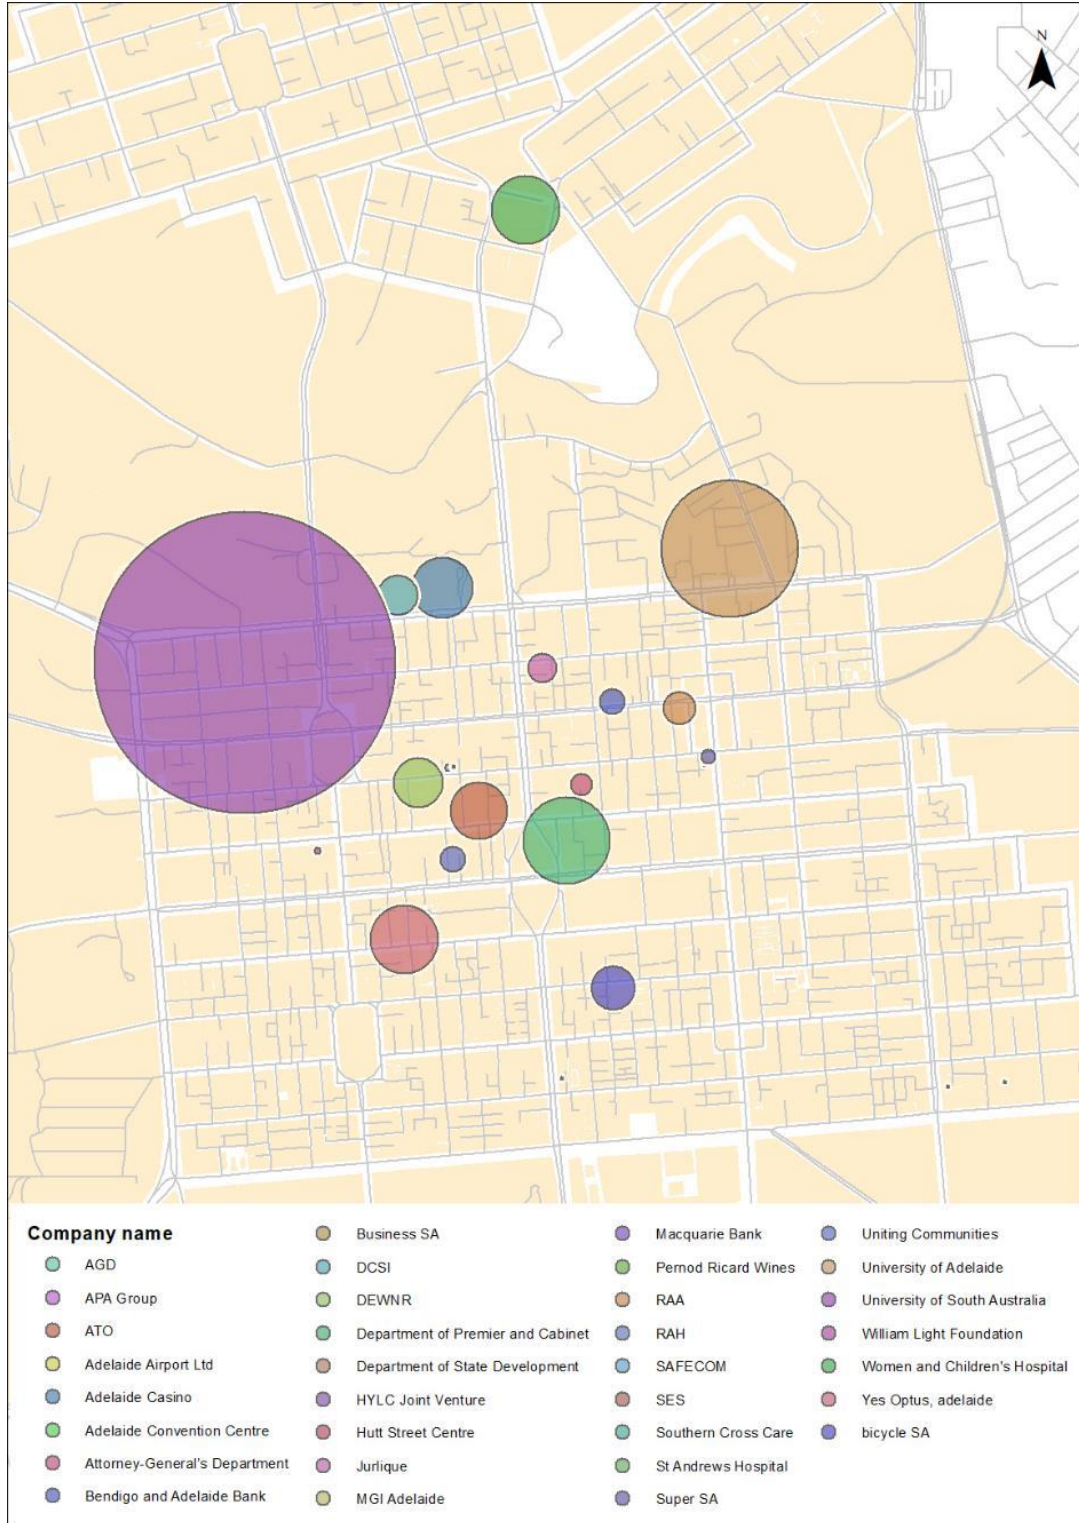 N
Company name
AGD
APA Group
ATO
Adelaide Airport Ltd
Adelaide Casino
Adelaide Convention Centre
Attorney-General's Department
Bendigo and Adelaide Bank
Business SA
DCSI
DEWNR
Department of Premier and Cabinet
Department of State Development
HYLC Joint Venture
Hutt Street Centre
Jurlique
MGI Adelaide
Macquarie Bank
Pernod Ricard Wines
RAA
RAH
SAFECOM
SES
Southern Cross Care
St Andrews Hospital
Super SA
Uniting Communities
University of Adelaide
University of South Australia
William Light Foundation
Women and Children's Hospital
Yes Optus, adelaide
bicycle SA